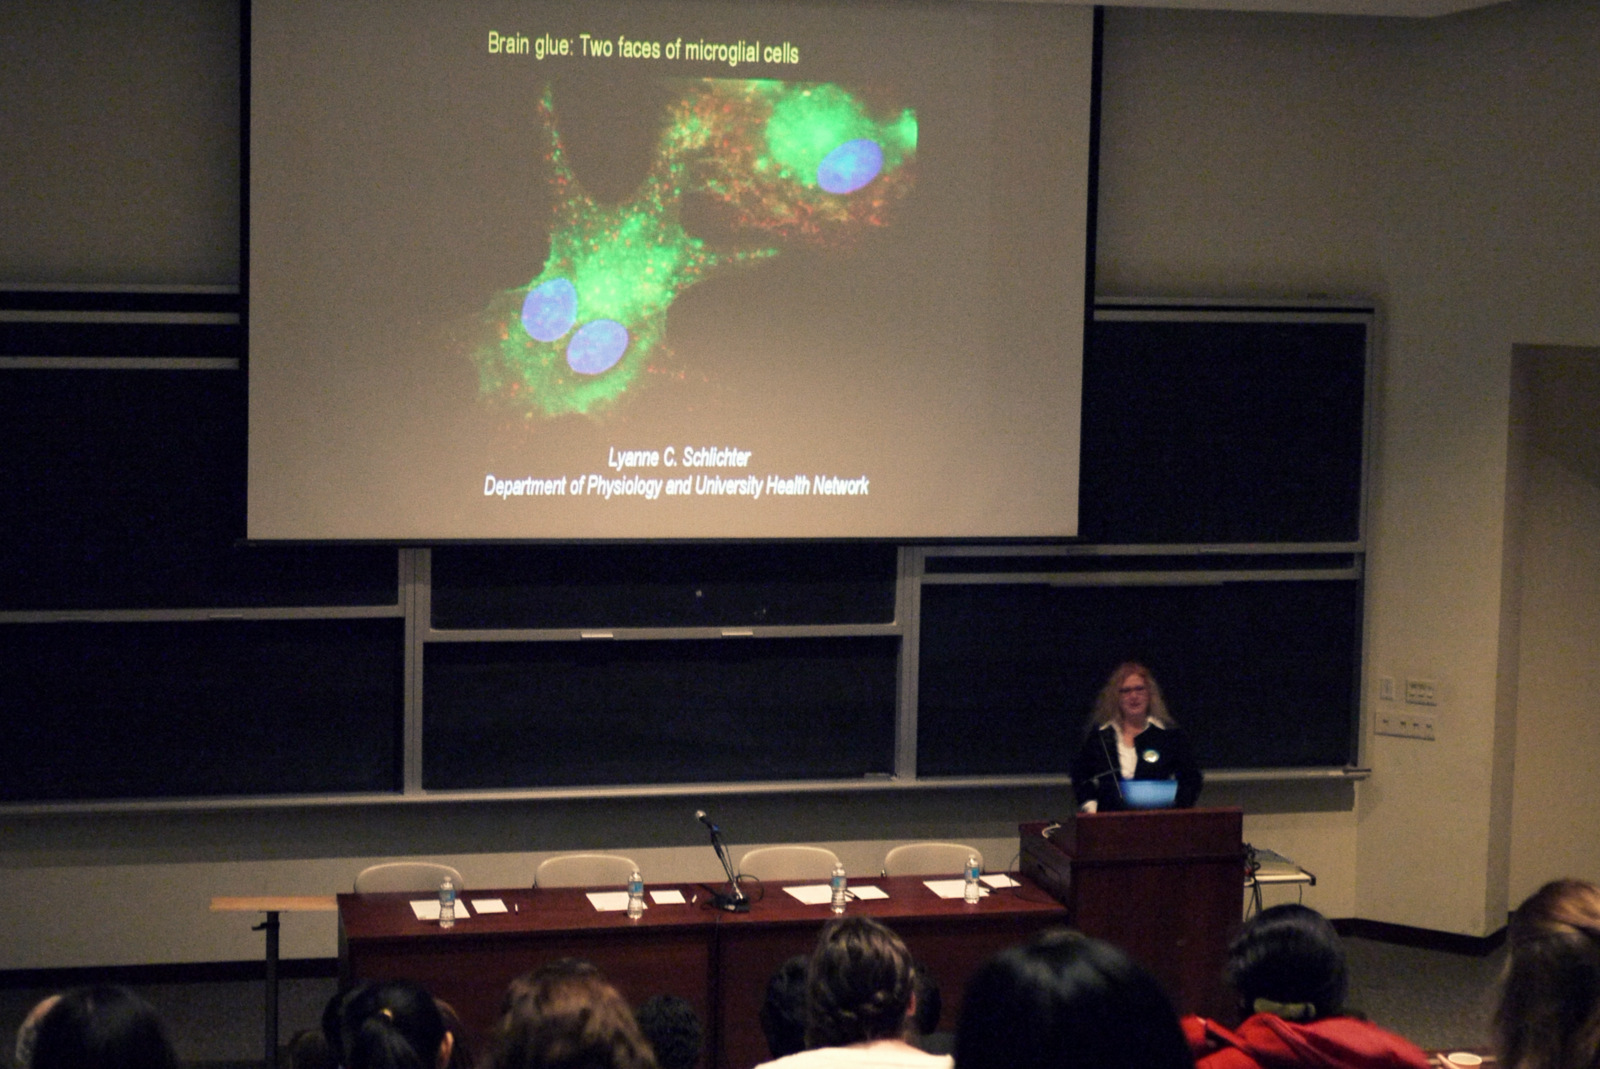 Brain glue: Two faces of microglial cells
Lyanne C. Schlichter
Department of Physiology and University Health Network